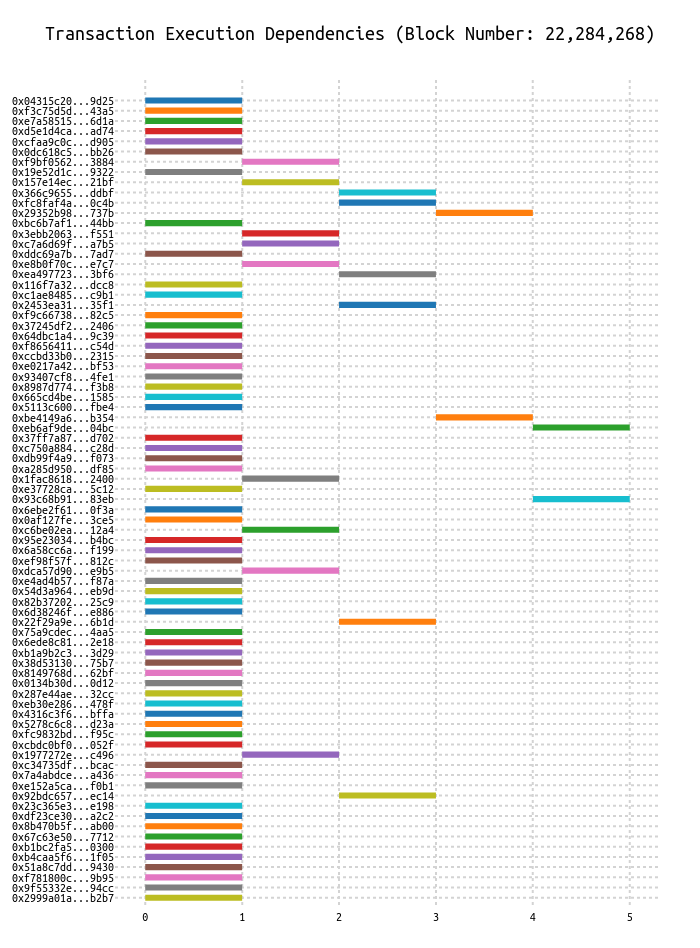 Transaction Execution Dependencies (Block Number: 22,284,268)
0x04315c20...9d25
0xf3c75d5d...43a5
0xe7a58515...6d1a
0xd5e1d4ca...ad74
0xcfaa9c0c...d905
0x0dc618c5...bb26
0xf9bf0562...3884
0x19e52d1c...9322
0x157e14ec...21bf
0x366c9655...ddbf
0xfc8faf4a...0c4b
0x29352b98...737b
0xbc6b7af1...44bb
0x3ebb2063...f551
0xc7a6d69f...a7b5
0xddc69a7b...7ad7
0xe8b0f70c...e7c7
0xea497723...3bf6
0x116f7a32...dcc8
0xc1ae8485...c9b1
0x2453ea31...35f1
0xf9c66738...82c5
0x37245df2...2406
0x64dbc1a4...9c39
0xf8656411...c54d
0xccbd33b0...2315
0xe0217a42...bf53
0x93407cf8...4fe1
0x8987d774...f3b8
0x665cd4be...1585
0x5113c600...fbe4
0xbe4149a6...b354
0xeb6af9de...04bc
0x37ff7a87...d702
0xc750a884...c28d
0xdb99f4a9...f073
0xa285d950...df85
0x1fac8618...2400
0xe37728ca...5c12
0x93c68b91...83eb
0x6ebe2f61...0f3a
0x0af127fe...3ce5
0xc6be02ea...12a4
0x95e23034...b4bc
0x6a58cc6a...f199
0xef98f57f...812c
0xdca57d90...e9b5
0xe4ad4b57...f87a
0x54d3a964...eb9d
0x82b37202...25c9
0x6d38246f...e886
0x22f29a9e...6b1d
0x75a9cdec...4aa5
0x6ede8c81...2e18
0xb1a9b2c3...3d29
0x38d53130...75b7
0x8149768d...62bf
0x0134b30d...0d12
0x287e44ae...32cc
0xeb30e286...478f
0x4316c3f6...bffa
0x5278c6c8...d23a
0xfc9832bd...f95c
0xcbdc0bf0...052f
0x1977272e...c496
0xc34735df...bcac
0x7a4abdce...a436
0xe152a5ca...f0b1
0x92bdc657...ec14
0x23c365e3...e198
0xdf23ce30...a2c2
0x8b470b5f...ab00
0x67c63e50...7712
0xb1bc2fa5...0300
0xb4caa5f6...1f05
0x51a8c7dd...9430
0xf781800c...9b95
0x9f55332e...94cc
0x2999a01a...b2b7
0 1 2 3 4 5